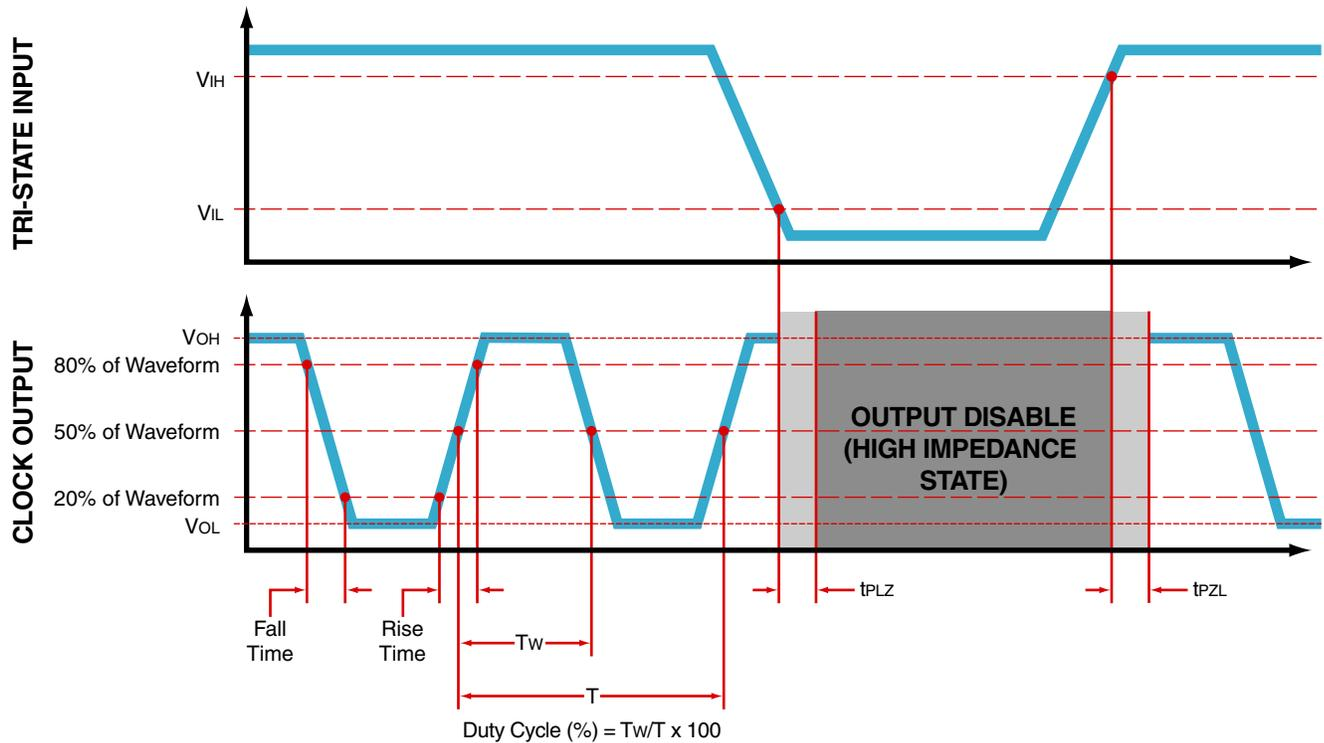 TRI-STATE INPUT
VIH
VIL
CLOCK OUTPUT
VOH
80% of Waveform
50% of Waveform
20% of Waveform
VOL
OUTPUT DISABLE
(HIGH IMPEDANCE
STATE)
tPLZ
tPZL
Fall
Time
Rise
Time
TW
T
Duty Cycle (%) = TW/T x 100